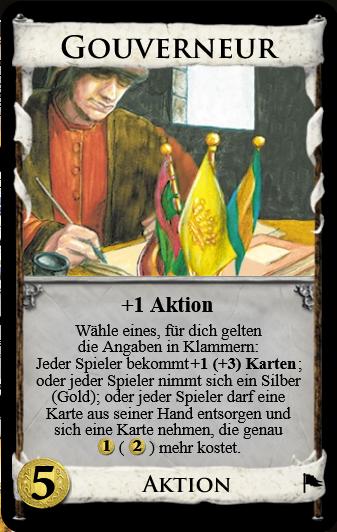 GOUVERNEUR
+1 Aktion
Wähle eines, für dich gelten
die Angaben in Klammern:
Jeder Spieler bekommt +1 (+3) Karten;
oder jeder Spieler nimmt sich ein Silber
(Gold); oder jeder Spieler darf eine
Karte aus seiner Hand entsorgen und
sich eine Karte nehmen, die genau
1 ( 2 ) mehr kostet.
5 AKTION